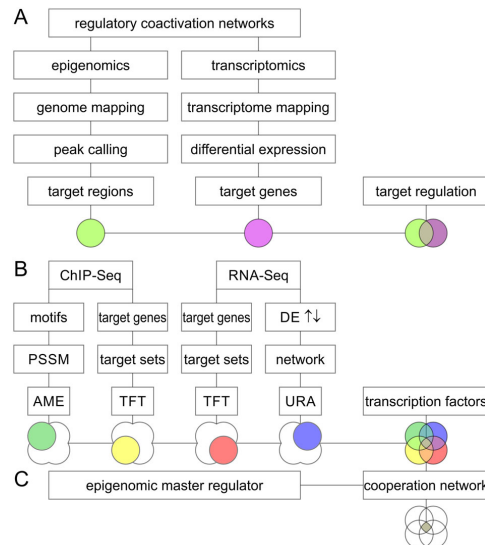 A
regulatory coactivation networks
epigenomics transcriptomics
genome mapping transcriptome mapping
peak calling differential expression
target regions target genes target regulation
B
ChIP-Seq RNA-Seq
motifs target genes target genes DE ↑↓
PSSM target sets target sets network
AME TFT TFT URA transcription factors
C
epigenomic master regulator cooperation network